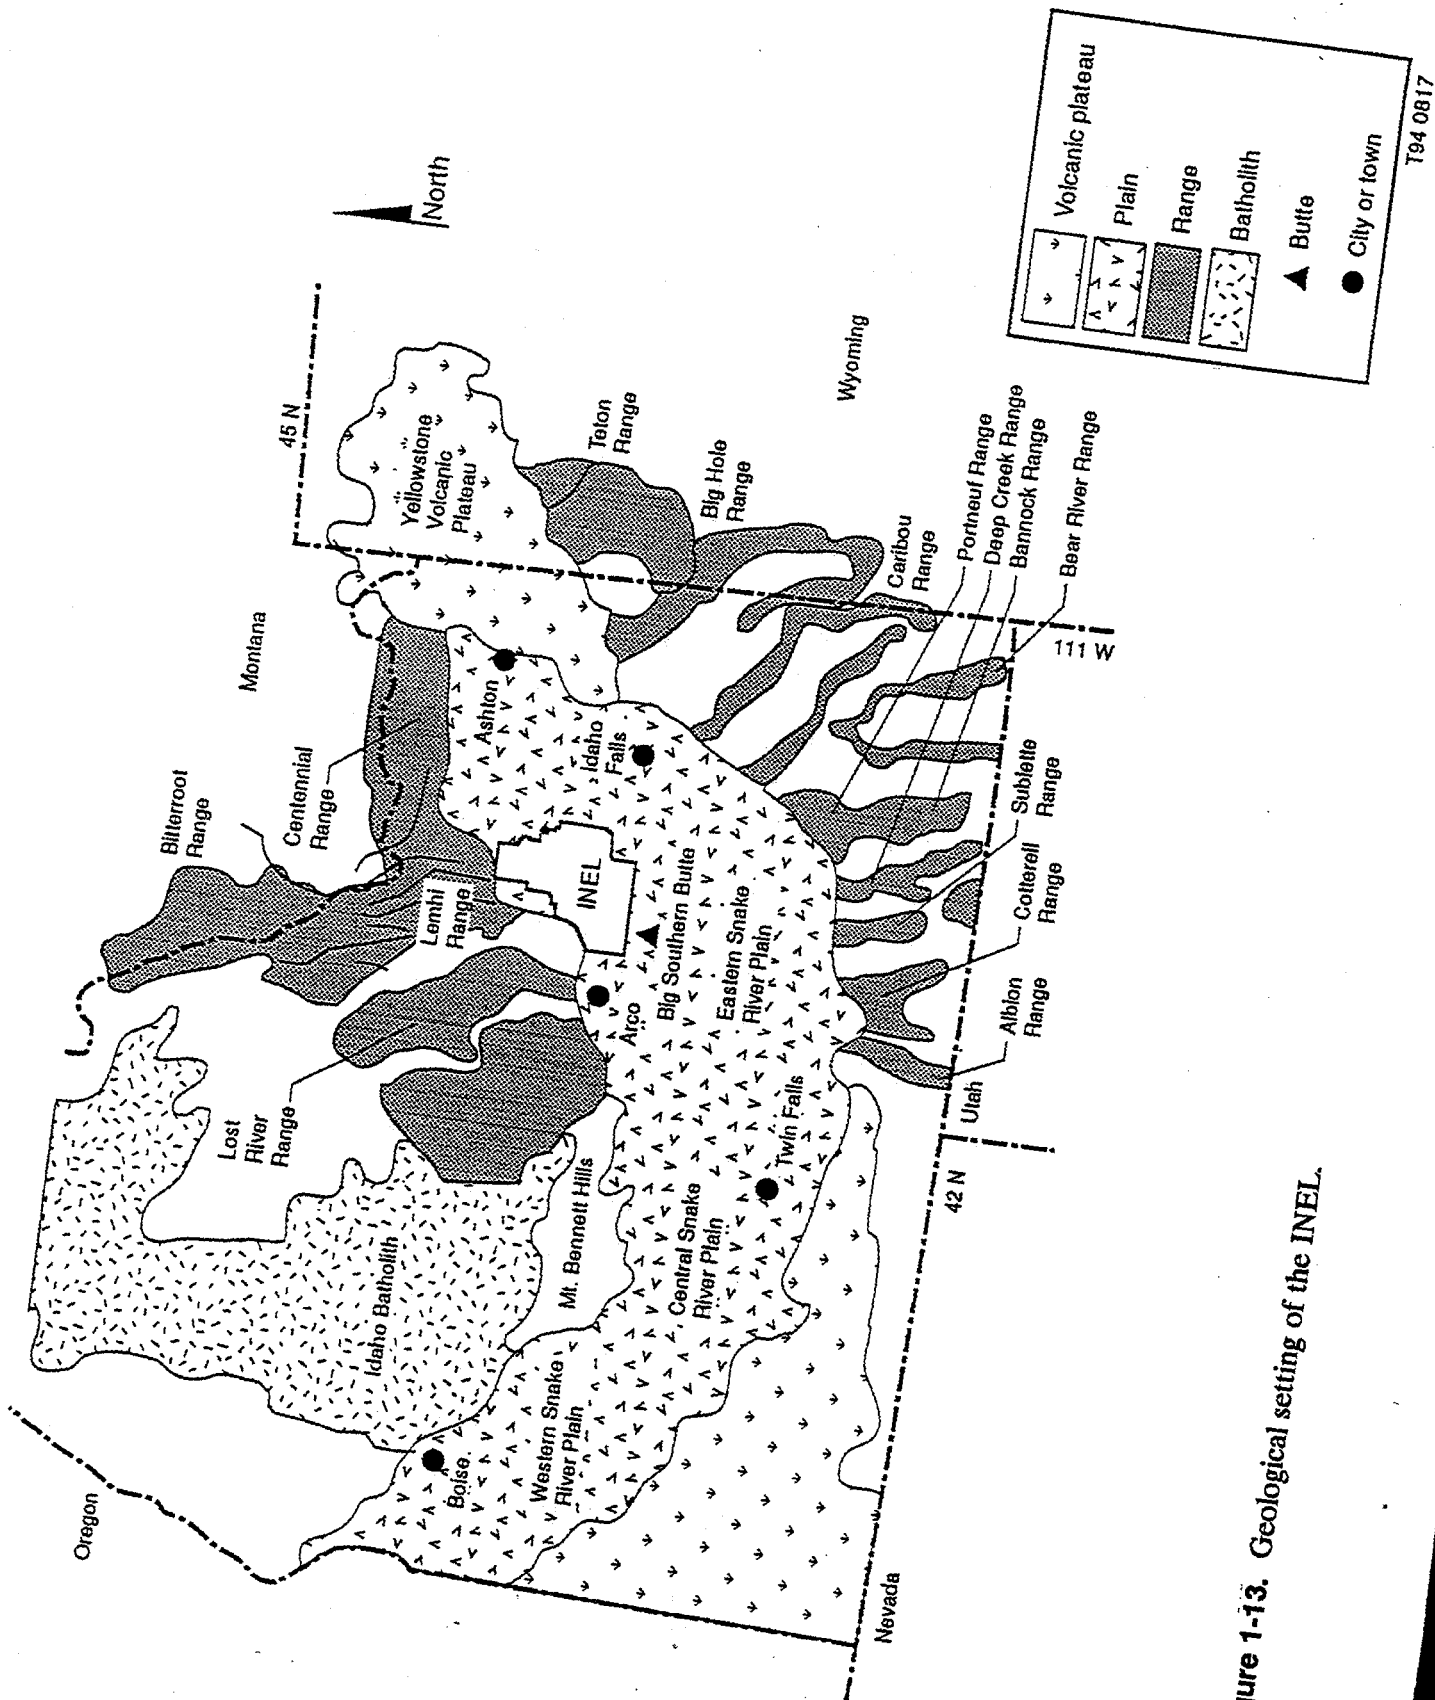 45 N
North
Montana
Wyoming
Oregon
Nevada
Utah
42 N
111 W
Yellowstone
Volcanic
Plateau
Teton
Range
Big Hole
Range
Caribou
Range
Portneuf Range
Deep Creek Range
Bannock Range
Bear River Range
Sublette
Range
Cotterell
Range
Albion
Range
Bitterroot
Range
Centennial
Range
Lemhi
Range
Lost
River
Range
Idaho Batholith
Mt. Bennett Hills
Ashton
Idaho
Falls
INEL
Arco
Big Southern Butte
Eastern Snake
River Plain
Twin Falls
Central Snake
River Plain
Western Snake
River Plain
Boise
Volcanic plateau
Plain
Range
Batholith
Butte
City or town
T94 0817
ure 1-13. Geological setting of the INEL.